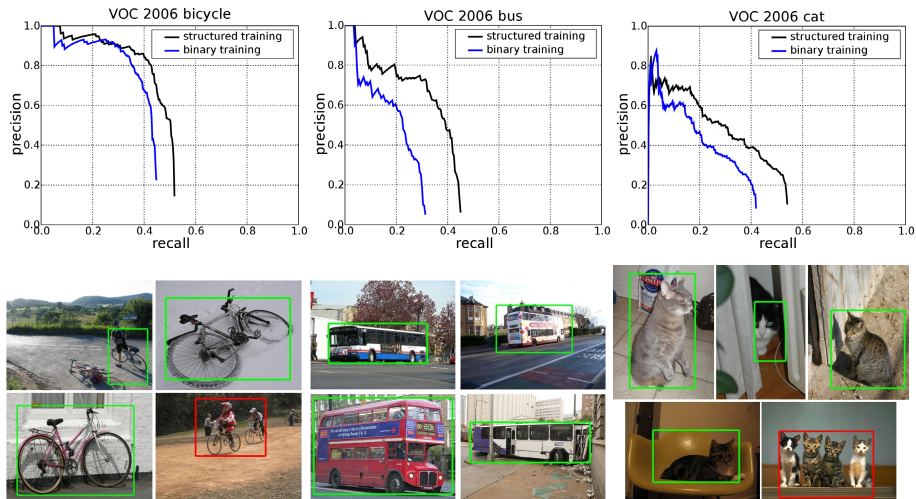 VOC 2006 bicycle
structured training
binary training
precision
1.0
0.8
0.6
0.4
0.2
0.0
0.0 0.2 0.4 0.6 0.8 1.0
recall
VOC 2006 bus
structured training
binary training
precision
1.0
0.8
0.6
0.4
0.2
0.0
0.0 0.2 0.4 0.6 0.8 1.0
recall
VOC 2006 cat
structured training
binary training
precision
1.0
0.8
0.6
0.4
0.2
0.0
0.0 0.2 0.4 0.6 0.8 1.0
recall